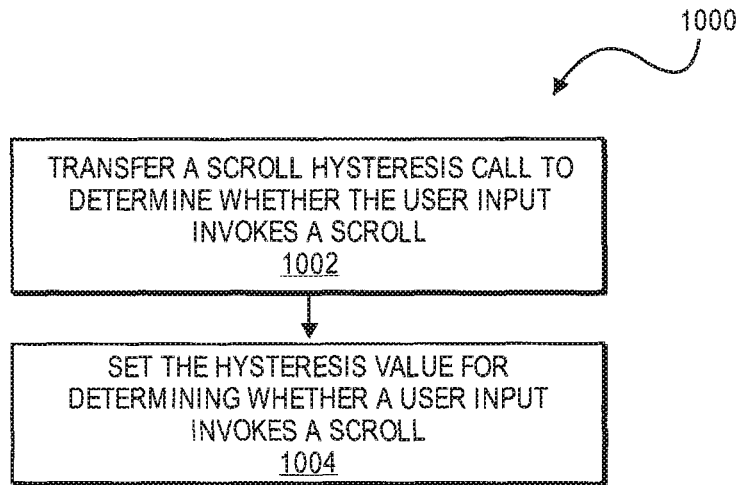 1000
TRANSFER A SCROLL HYSTERESIS CALL TO
DETERMINE WHETHER THE USER INPUT
INVOKES A SCROLL
1002
SET THE HYSTERESIS VALUE FOR
DETERMINING WHETHER A USER INPUT
INVOKES A SCROLL
1004